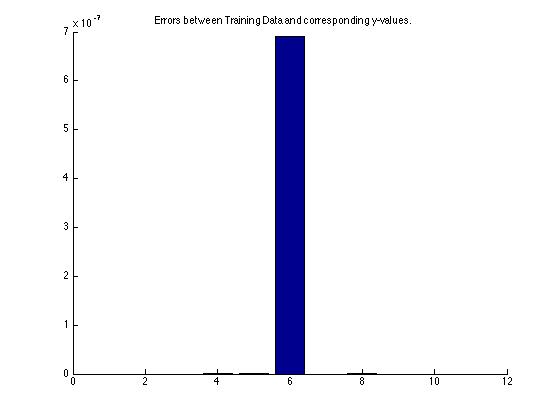 Errors between Training Data and corresponding y-values.
7 x 10^-7
6
5
4
3
2
1
0
0 2 4 6 8 10 12